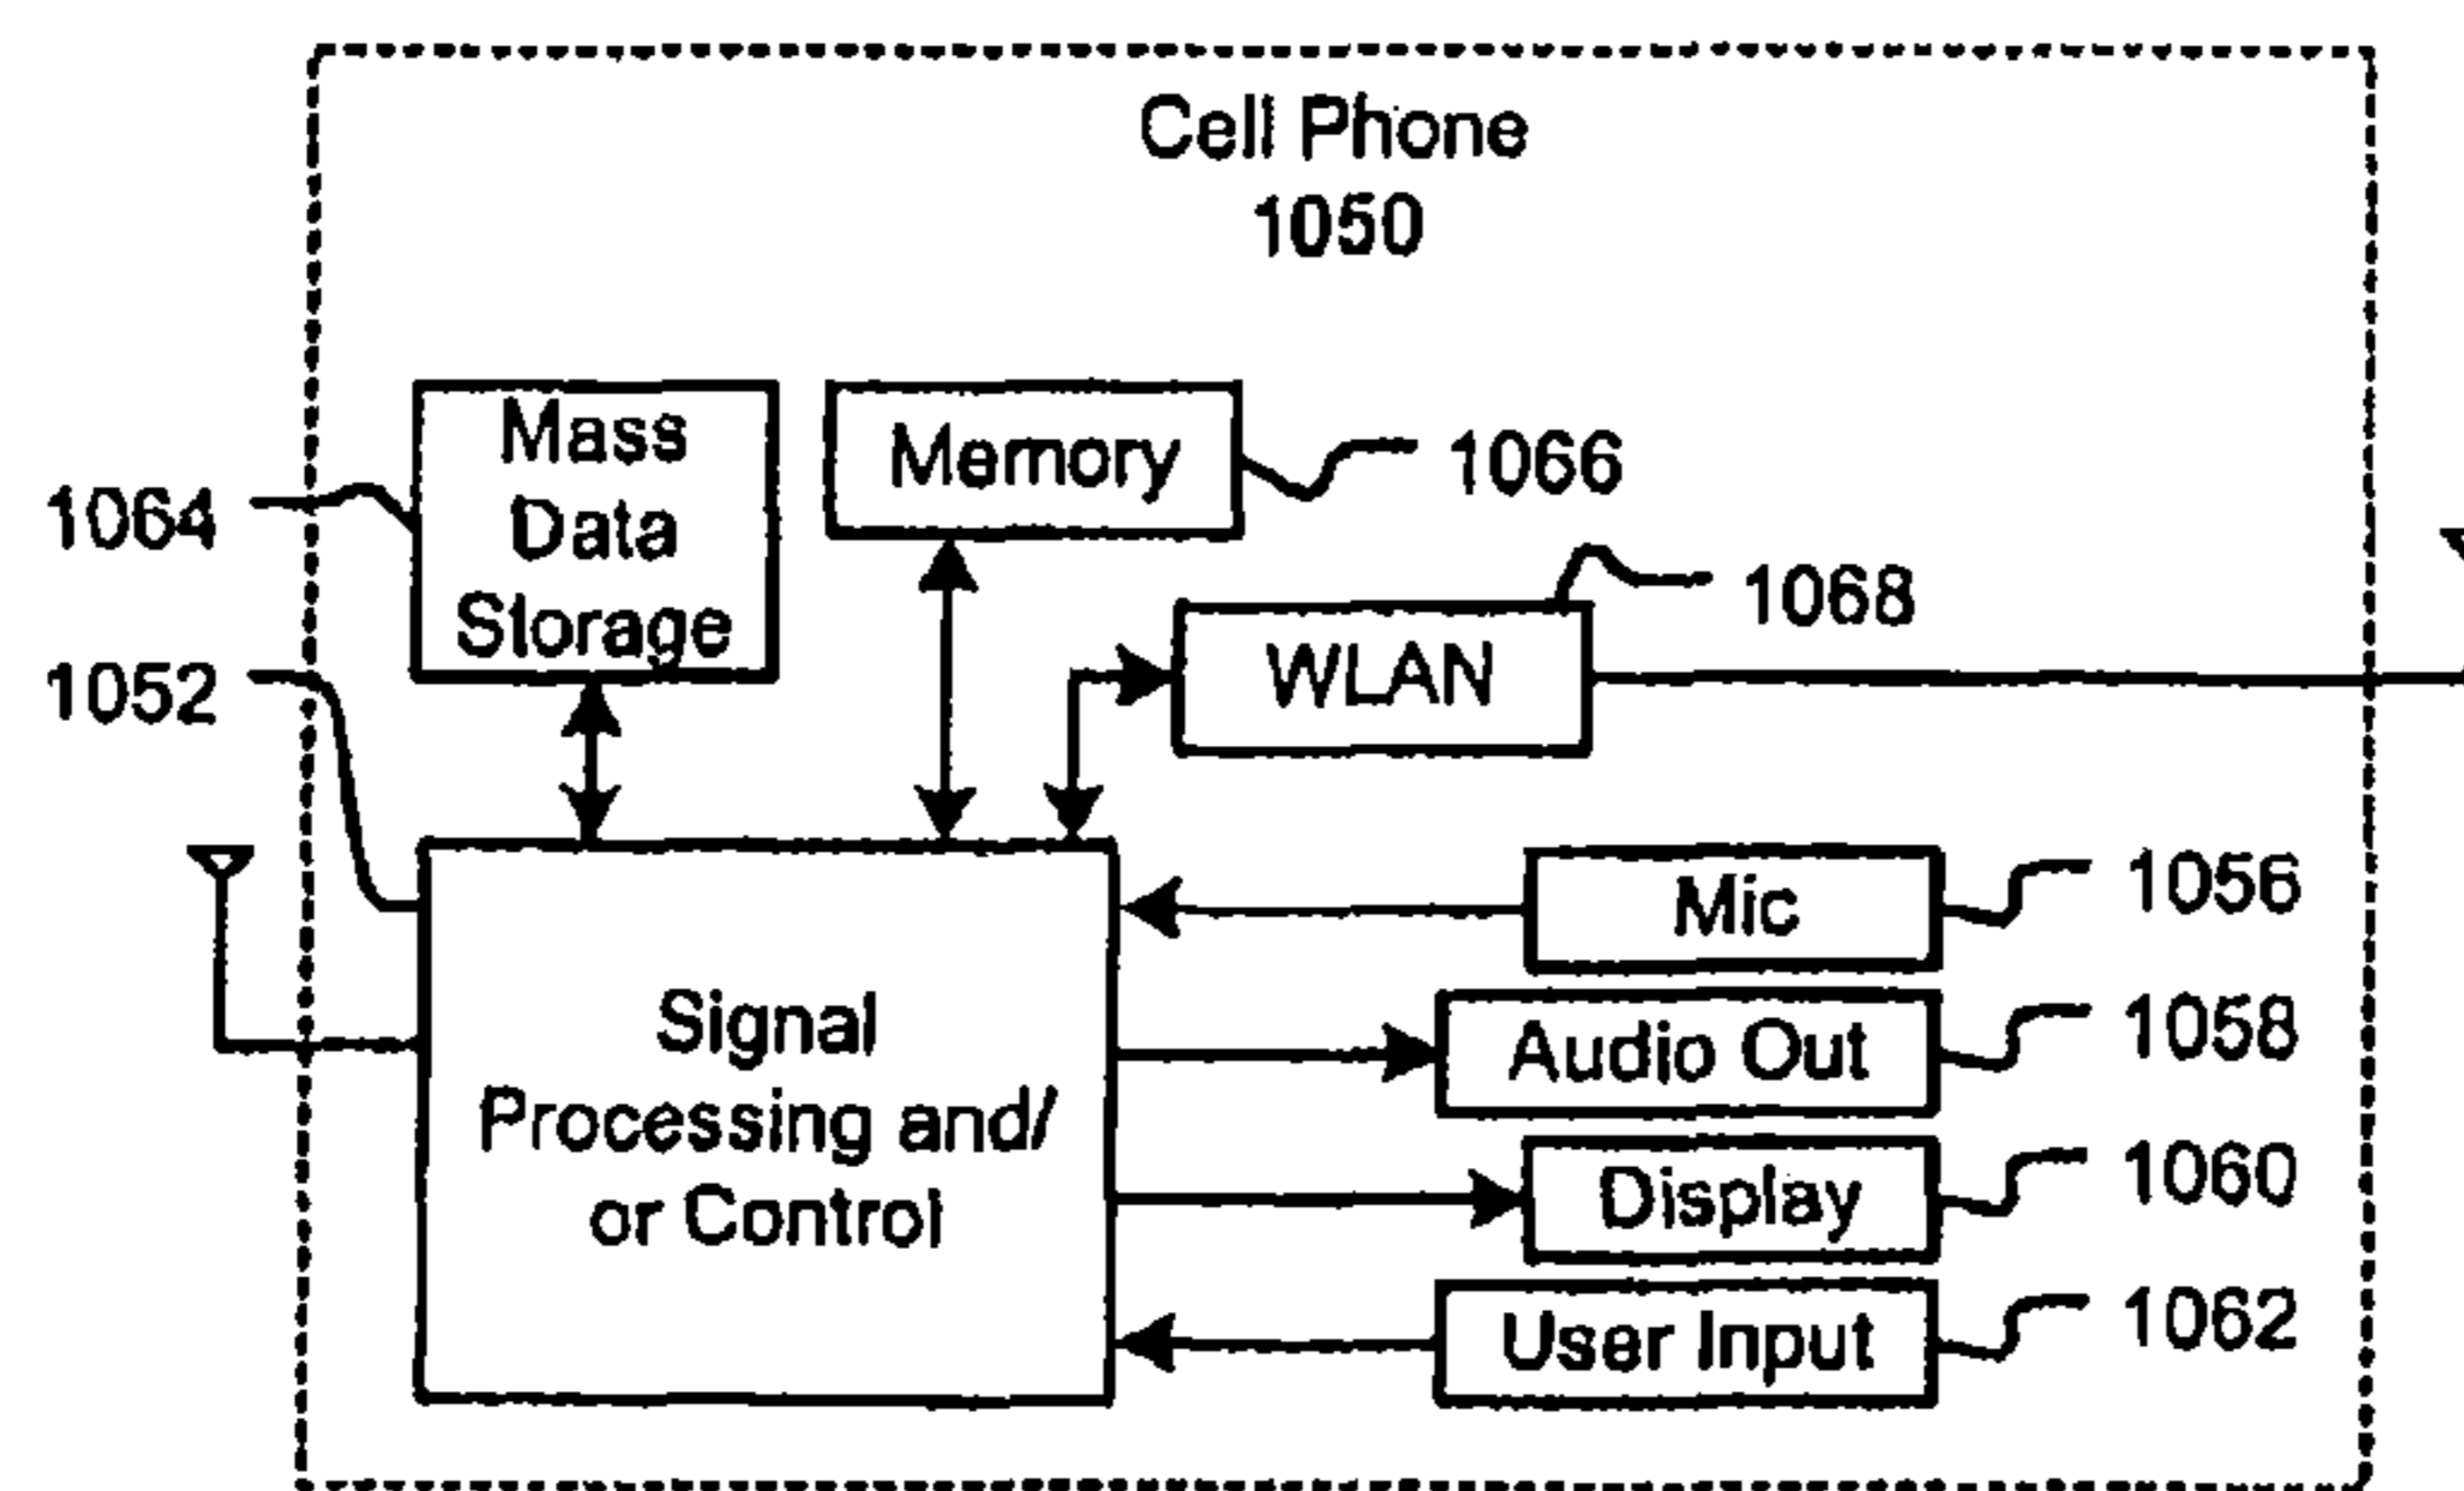 Cell Phone
1050
Mass
Data
Storage
Memory
1066
1064
WLAN
1068
1052
Mic
1056
Signal
Processing and/
or Control
Audio Out
1058
Display
1060
User Input
1062